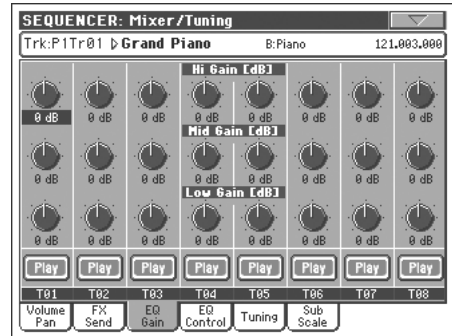 SEQUENCER: Mixer/Tuning
Trk:P1Tr01 Grand Piano B:Piano 121.003.000
Hi Gain [dB]
0 dB 0 dB 0 dB 0 dB 0 dB 0 dB 0 dB 0 dB
Mid Gain [dB]
0 dB 0 dB 0 dB 0 dB 0 dB 0 dB 0 dB 0 dB
Low Gain [dB]
0 dB 0 dB 0 dB 0 dB 0 dB 0 dB 0 dB 0 dB
Play Play Play Play Play Play Play Play
T01 T02 T03 T04 T05 T06 T07 T08
Volume Pan FX Send EQ Gain EQ Control Tuning Sub Scale